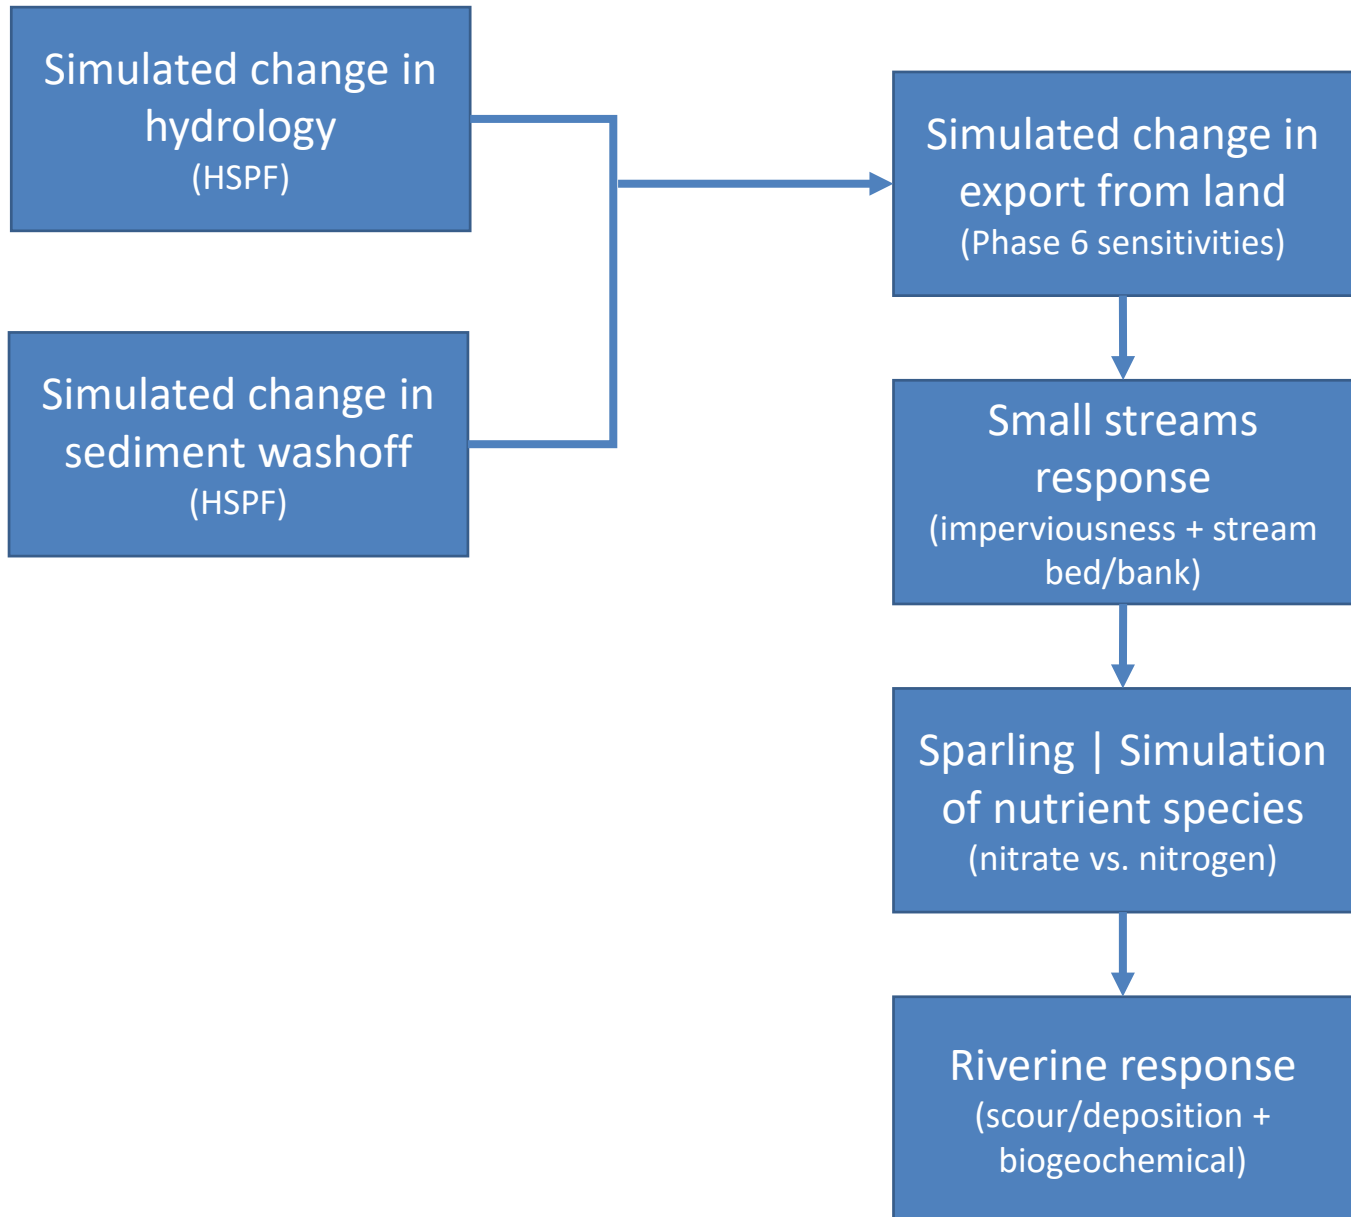 Simulated change in
hydrology
(HSPF)
Simulated change in
sediment washoff
(HSPF)
Simulated change in
export from land
(Phase 6 sensitivities)
Small streams
response
(imperviousness + stream
bed/bank)
Sparling | Simulation
of nutrient species
(nitrate vs. nitrogen)
Riverine response
(scour/deposition +
biogeochemical)